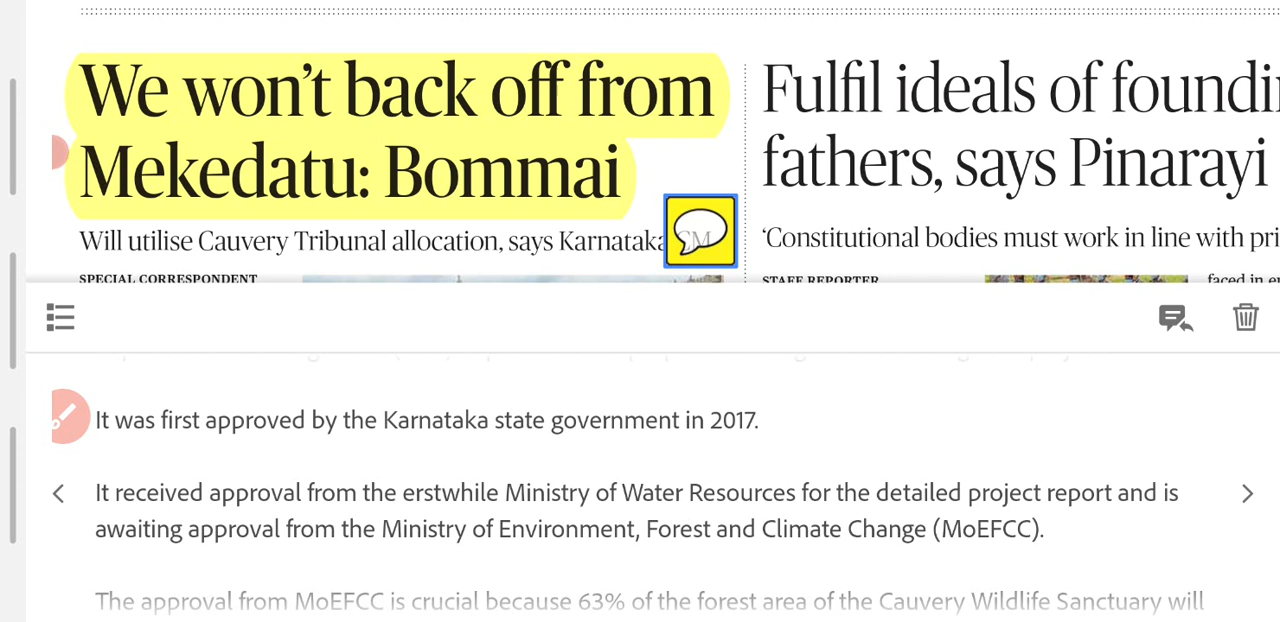 We won't back off from
Mekedatu: Bommai
Will utilise Cauvery Tribunal allocation, says Karnataka CM
SPECIAL CORRESPONDENT
Fulfil ideals of foundi
fathers, says Pinarayi
‘Constitutional bodies must work in line with pri
STAFF REPORTER
faced in e
It was first approved by the Karnataka state government in 2017.
It received approval from the erstwhile Ministry of Water Resources for the detailed project report and is
awaiting approval from the Ministry of Environment, Forest and Climate Change (MoEFCC).
The approval from MoEFCC is crucial because 63% of the forest area of the Cauvery Wildlife Sanctuary will